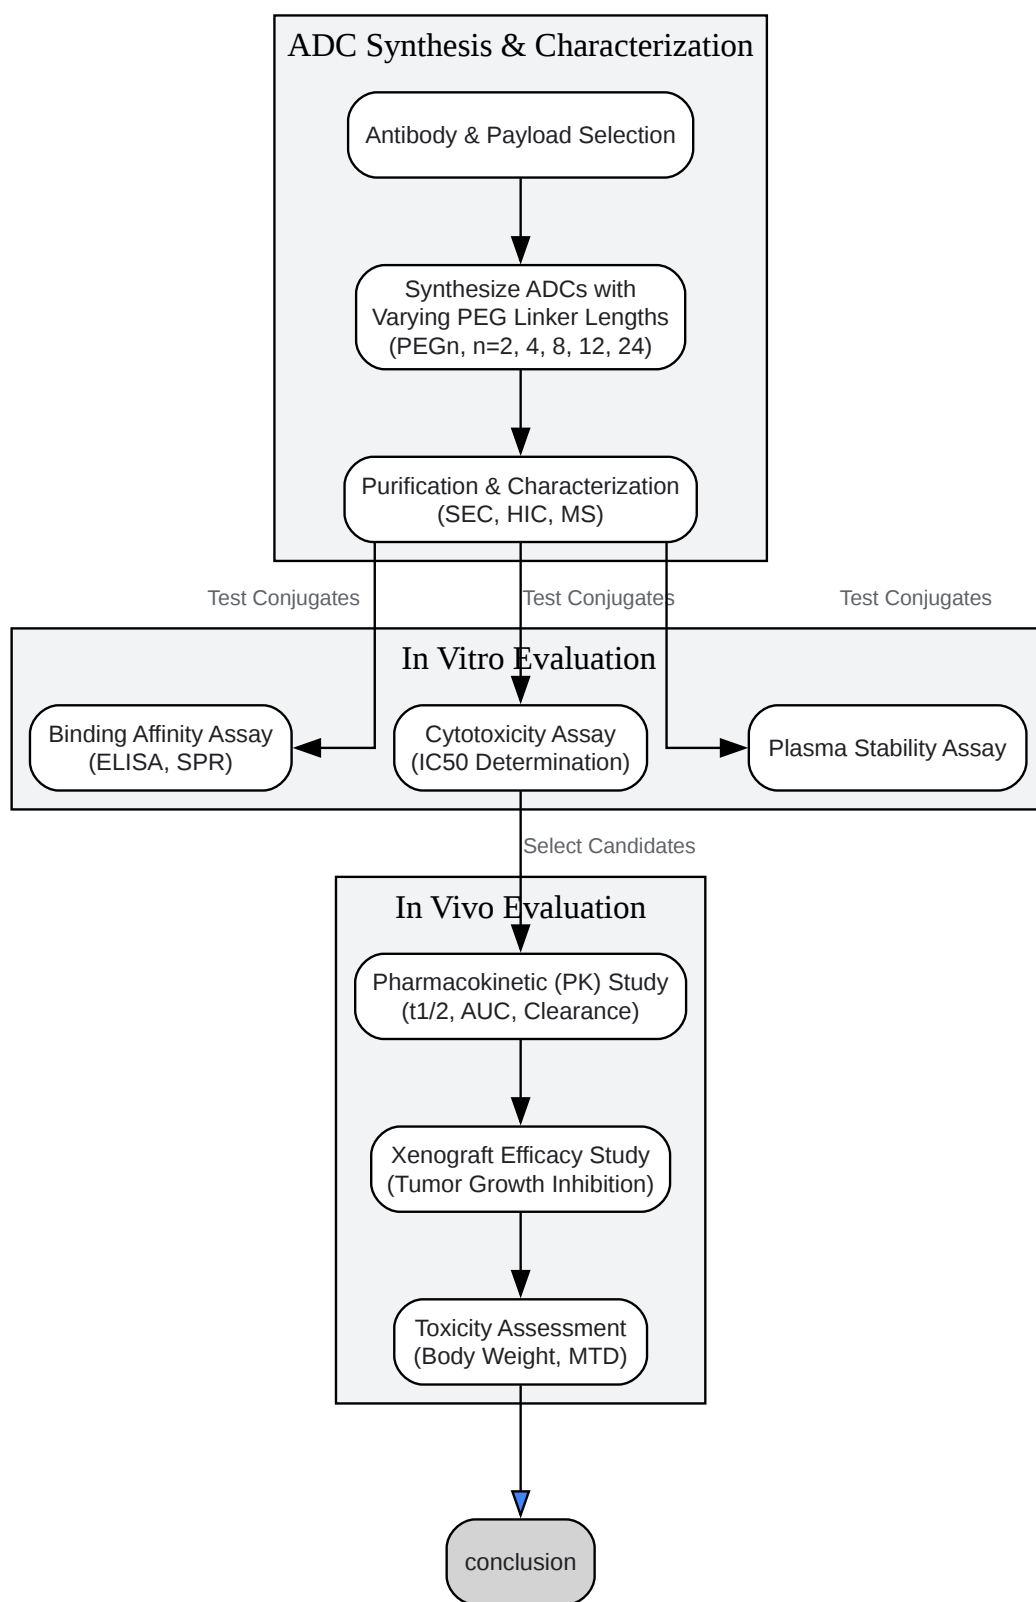 ADC Synthesis & Characterization
Antibody & Payload Selection
Synthesize ADCs with
Varying PEG Linker Lengths
(PEGn, n=2, 4, 8, 12, 24)
Purification & Characterization
(SEC, HIC, MS)
Test Conjugates
Test Conjugates
Test Conjugates
In Vitro Evaluation
Binding Affinity Assay
(ELISA, SPR)
Cytotoxicity Assay
(IC50 Determination)
Plasma Stability Assay
Select Candidates
In Vivo Evaluation
Pharmacokinetic (PK) Study
(t1/2, AUC, Clearance)
Xenograft Efficacy Study
(Tumor Growth Inhibition)
Toxicity Assessment
(Body Weight, MTD)
conclusion